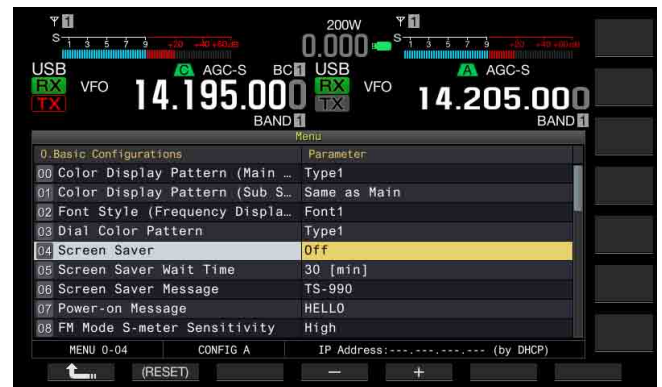 1 200W 1
S 1 3 5 7 9 +20 +40 +60dB 0.000 S 1 3 5 7 9 +20 +40 +60dB
USB C AGC-S BC 1 USB A AGC-S
RX VFO 14.195.000 RX VFO 14.205.000
TX TX
BAND 1 BAND 1
Menu
0.Basic Configurations Parameter
00 Color Display Pattern (Main … Type1
01 Color Display Pattern (Sub S… Same as Main
02 Font Style (Frequency Displa… Font1
03 Dial Color Pattern Type1
04 Screen Saver Off
05 Screen Saver Wait Time 30 [min]
06 Screen Saver Message TS-990
07 Power-on Message HELLO
08 FM Mode S-meter Sensitivity High
MENU 0-04 CONFIG A IP Address:---.---.---.--- (by DHCP)
(RESET) − +